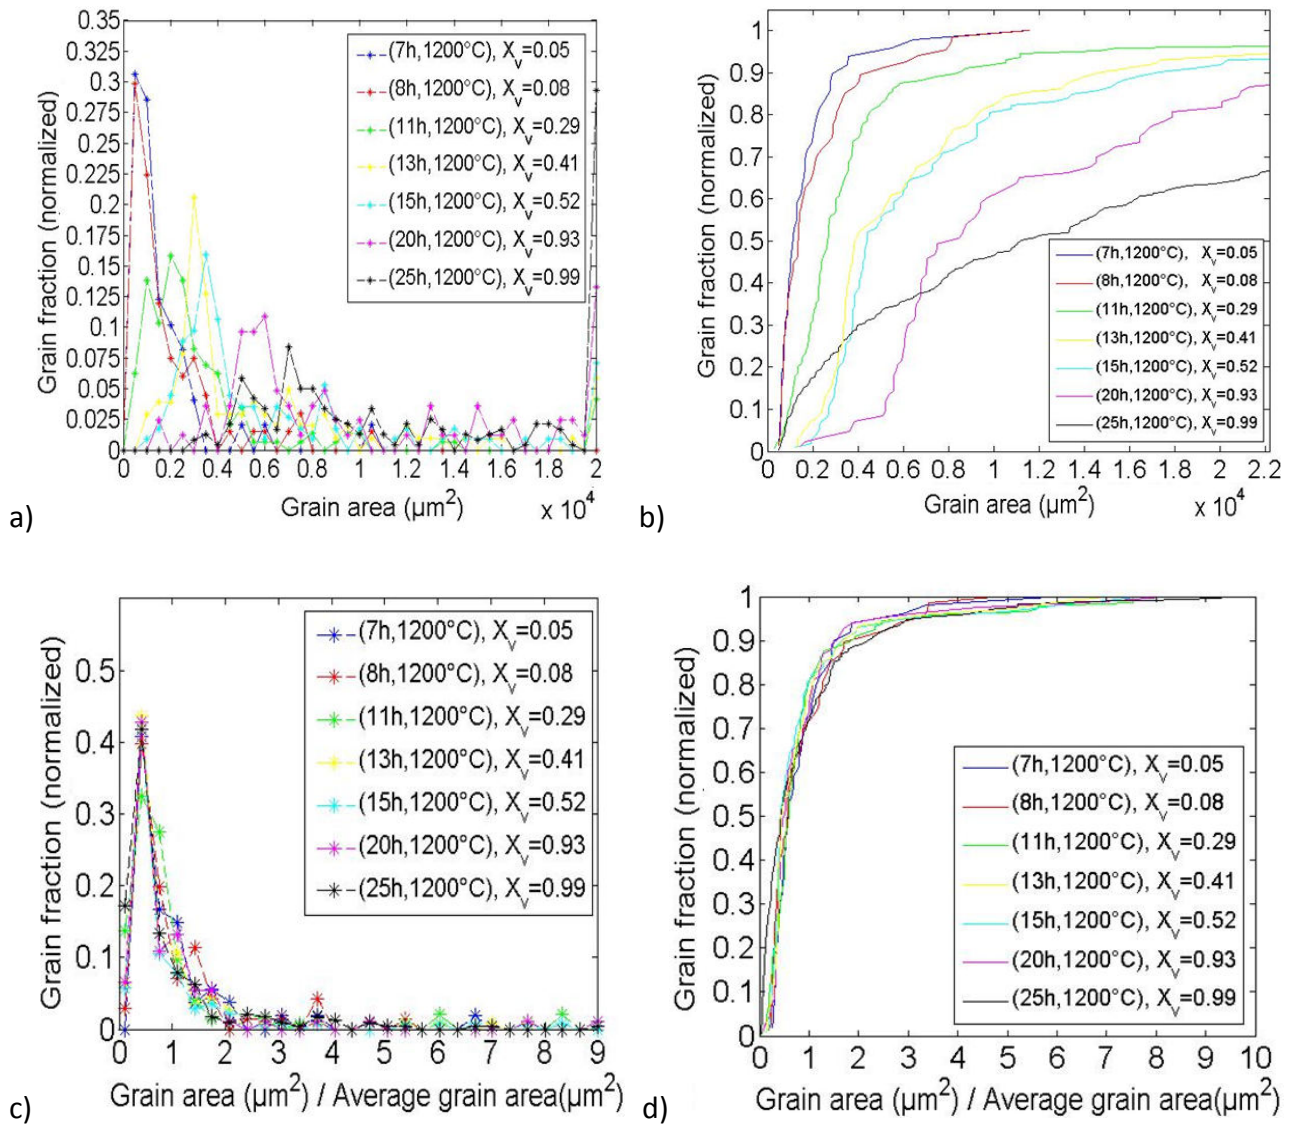 a)
Grain fraction (normalized)
0.35
0.325
0.3
0.275
0.25
0.225
0.2
0.175
0.15
0.125
0.1
0.075
0.05
0.025
0
(7h,1200°C), Xv=0.05
(8h,1200°C), Xv=0.08
(11h,1200°C), Xv=0.29
(13h,1200°C), Xv=0.41
(15h,1200°C), Xv=0.52
(20h,1200°C), Xv=0.93
(25h,1200°C), Xv=0.99
0 0.2 0.4 0.6 0.8 1 1.2 1.4 1.6 1.8 2
Grain area (µm²) x 10⁴
b)
Grain fraction (normalized)
1
0.9
0.8
0.7
0.6
0.5
0.4
0.3
0.2
0.1
0
(7h,1200°C), Xv=0.05
(8h,1200°C), Xv=0.08
(11h,1200°C), Xv=0.29
(13h,1200°C), Xv=0.41
(15h,1200°C), Xv=0.52
(20h,1200°C), Xv=0.93
(25h,1200°C), Xv=0.99
0 0.2 0.4 0.6 0.8 1 1.2 1.4 1.6 1.8 2 2.2
Grain area (µm²) x 10⁴
c)
Grain fraction (normalized)
0.5
0.4
0.3
0.2
0.1
0
(7h,1200°C), Xv=0.05
(8h,1200°C), Xv=0.08
(11h,1200°C), Xv=0.29
(13h,1200°C), Xv=0.41
(15h,1200°C), Xv=0.52
(20h,1200°C), Xv=0.93
(25h,1200°C), Xv=0.99
0 1 2 3 4 5 6 7 8 9
Grain area (µm²) / Average grain area(µm²)
d)
Grain fraction (normalized)
1
0.9
0.8
0.7
0.6
0.5
0.4
0.3
0.2
0.1
0
(7h,1200°C), Xv=0.05
(8h,1200°C), Xv=0.08
(11h,1200°C), Xv=0.29
(13h,1200°C), Xv=0.41
(15h,1200°C), Xv=0.52
(20h,1200°C), Xv=0.93
(25h,1200°C), Xv=0.99
0 1 2 3 4 5 6 7 8 9 10
Grain area (µm²) / Average grain area(µm²)